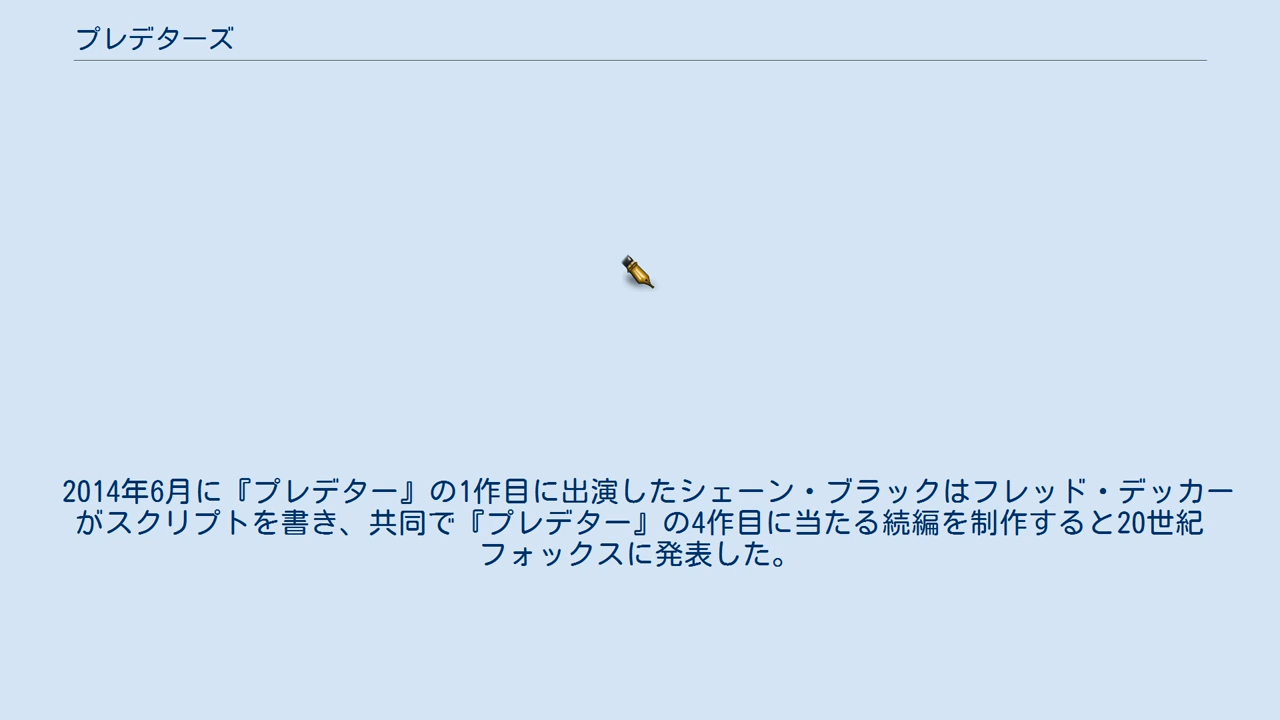 プレデターズ
2014年6月に『プレデター』の1作目に出演したシェーン・ブラックはフレッド・デッカー
がスクリプトを書き、共同で『プレデター』の4作目に当たる続編を制作すると20世紀
フォックスに発表した。